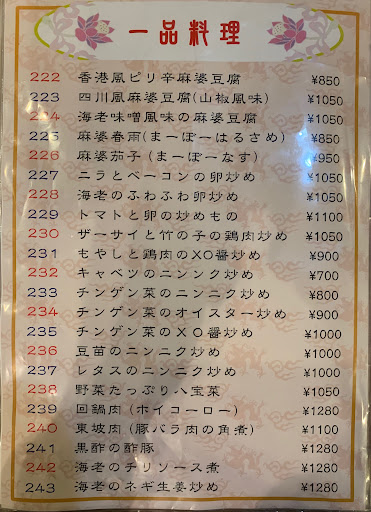 一品料理
222 香港風ピリ辛麻婆豆腐 ¥850
223 四川風麻婆豆腐(山椒風味) ¥1050
224 海老味噌風味の麻婆豆腐 ¥1050
225 麻婆春雨(まーぼーはるさめ) ¥850
226 麻婆茄子(まーぼーなす) ¥950
227 ニラとベーコンの卵炒め ¥1050
228 海老のふわふわ卵炒め ¥1050
229 トマトと卵の炒めもの ¥1100
230 ザーサイと竹の子の鶏肉炒め ¥1050
231 もやしと鶏肉のXO醤炒め ¥900
232 キャベツのニンンク炒め ¥700
233 チンゲン菜のニンニク炒め ¥800
234 チンゲン菜のオイスター炒め ¥900
235 チンゲン菜のXO醤炒め ¥1000
236 豆苗のニンニク炒め ¥1000
237 レタスのニンニク炒め ¥1000
238 野菜たっぷり八宝菜 ¥1050
239 回鍋肉(ホイコーロー) ¥1280
240 東坡肉(豚バラ肉の角煮) ¥1100
241 黒酢の酢豚 ¥1280
242 海老のチリソース煮 ¥1280
243 海老のネギ生姜炒め ¥1280